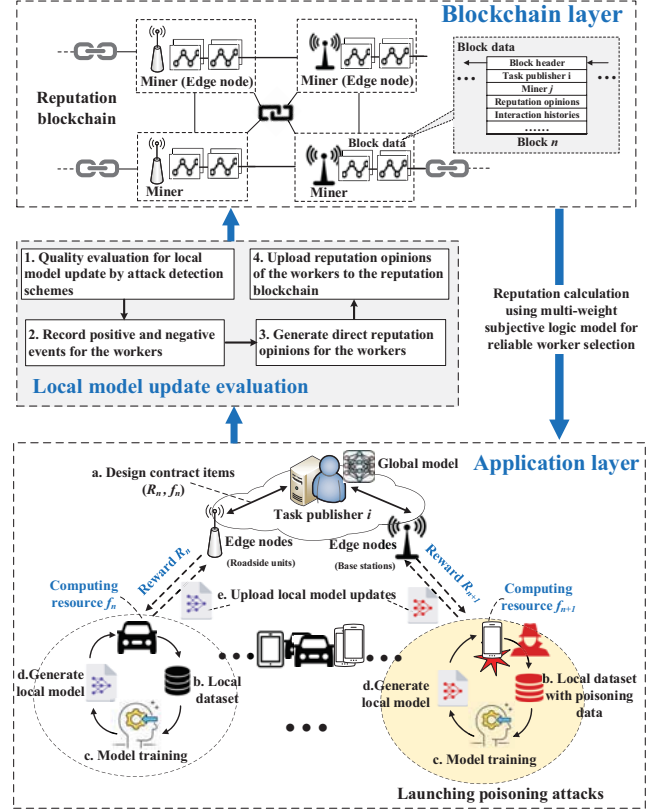 Blockchain layer
Block data
Block header
Task publisher i
Miner j
Reputation opinions
Interaction histories
......
Block n
Miner (Edge node)
Miner (Edge node)
Reputation
blockchain
Block data
Miner
Miner
1. Quality evaluation for local
model update by attack detection
schemes
4. Upload reputation opinions
of the workers to the reputation
blockchain
2. Record positive and negative
events for the workers
3. Generate direct reputation
opinions for the workers
Local model update evaluation
Reputation calculation
using multi-weight
subjective logic model for
reliable worker selection
Application layer
a. Design contract items
(Rn, fn)
Global model
Task publisher i
Edge nodes
(Roadside units)
Edge nodes
(Base stations)
Reward Rn
Reward Rn+1
Computing
resource fn
e. Upload local model updates
Computing
resource fn+1
d.Generate
local model
b. Local
dataset
c. Model training
d.Generate
local model
b. Local dataset
with poisoning
data
c. Model training
Launching poisoning attacks